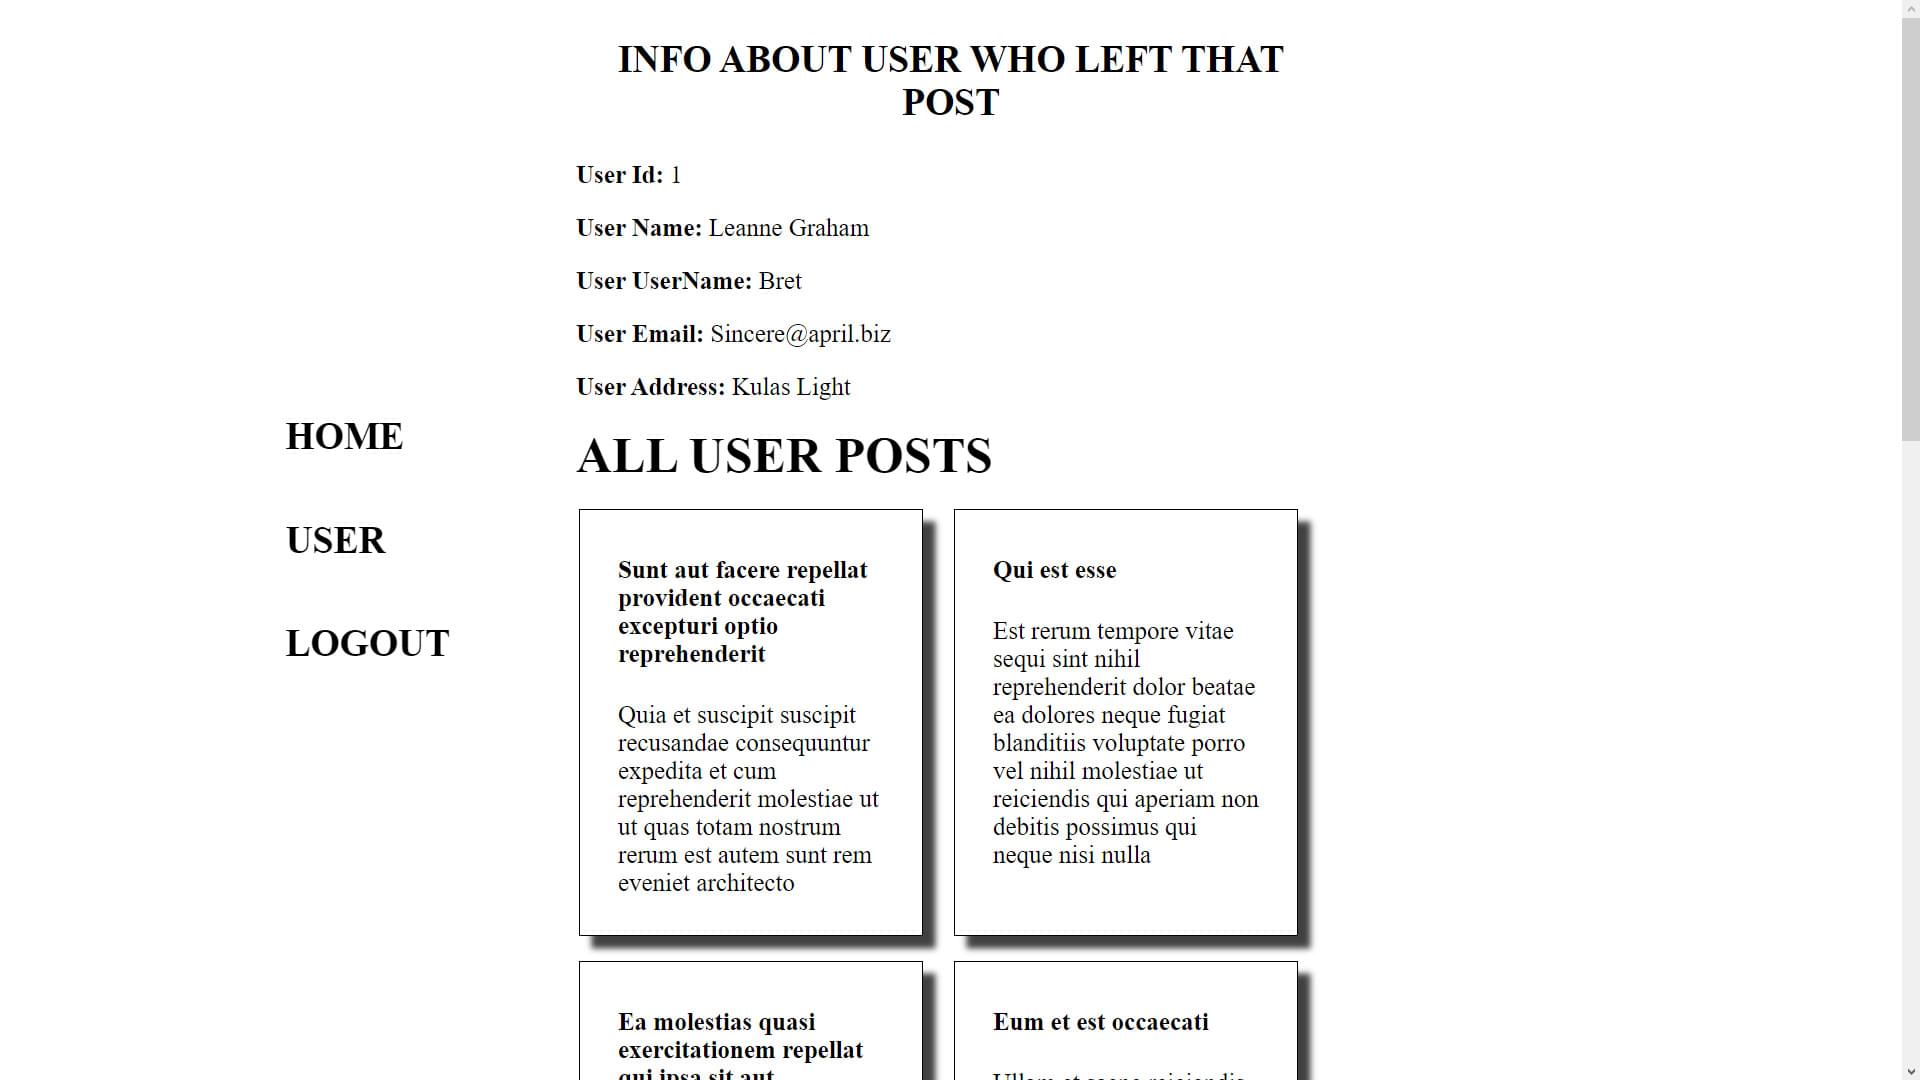 INFO ABOUT USER WHO LEFT THAT
POST
User Id: 1
User Name: Leanne Graham
User UserName: Bret
User Email: Sincere@april.biz
User Address: Kulas Light
HOME
USER
LOGOUT
ALL USER POSTS
Sunt aut facere repellat
provident occaecati
excepturi optio
reprehenderit
Quia et suscipit suscipit
recusandae consequuntur
expedita et cum
reprehenderit molestiae ut
ut quas totam nostrum
rerum est autem sunt rem
eveniet architecto
Qui est esse
Est rerum tempore vitae
sequi sint nihil
reprehenderit dolor beatae
ea dolores neque fugiat
blanditiis voluptate porro
vel nihil molestiae ut
reiciendis qui aperiam non
debitis possimus qui
neque nisi nulla
Ea molestias quasi
exercitationem repellat
qui ipsa sit aut
Eum et est occaecati